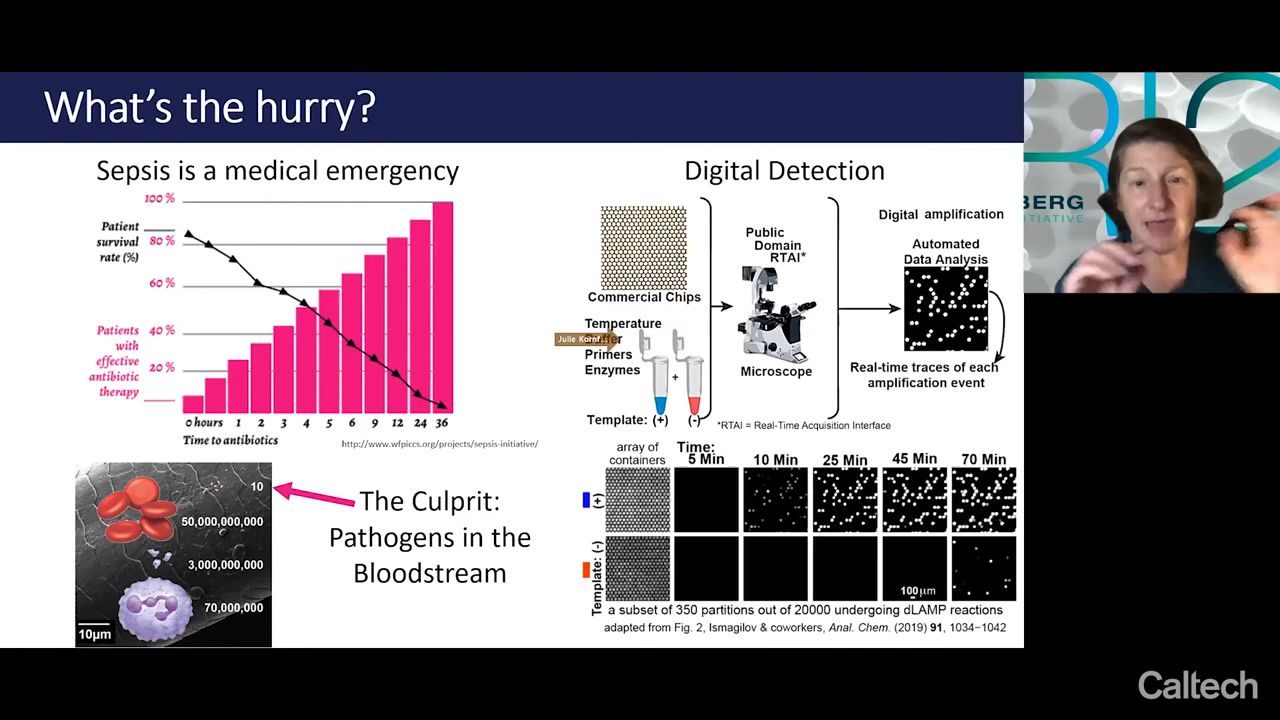 What's the hurry?
Sepsis is a medical emergency
100 %
80 %
60 %
40 %
20 %
Patient
survival
rate (%)
Patients
with
effective
antibiotic
therapy
0 hours 1 2 3 4 5 6 9 12 24 36
Time to antibiotics
http://www.wfpiccs.org/projects/sepsis-initiative/
10
50,000,000,000
3,000,000,000
70,000,000
10μm
The Culprit:
Pathogens in the
Bloodstream
Digital Detection
Commercial Chips
Temperature
Primers
Enzymes
+
Template: (+) (-)
Public
Domain
RTAI*
Microscope
*RTAI = Real-Time Acquisition Interface
Digital amplification
Automated
Data Analysis
Real-time traces of each
amplification event
array of
containers
Time:
5 Min 10 Min 25 Min 45 Min 70 Min
Template: (-) (+)
100 μm
a subset of 350 partitions out of 20000 undergoing dLAMP reactions
adapted from Fig. 2, Ismagilov & coworkers, Anal. Chem. (2019) 91, 1034−1042
BERG
ITIATIVE
Caltech